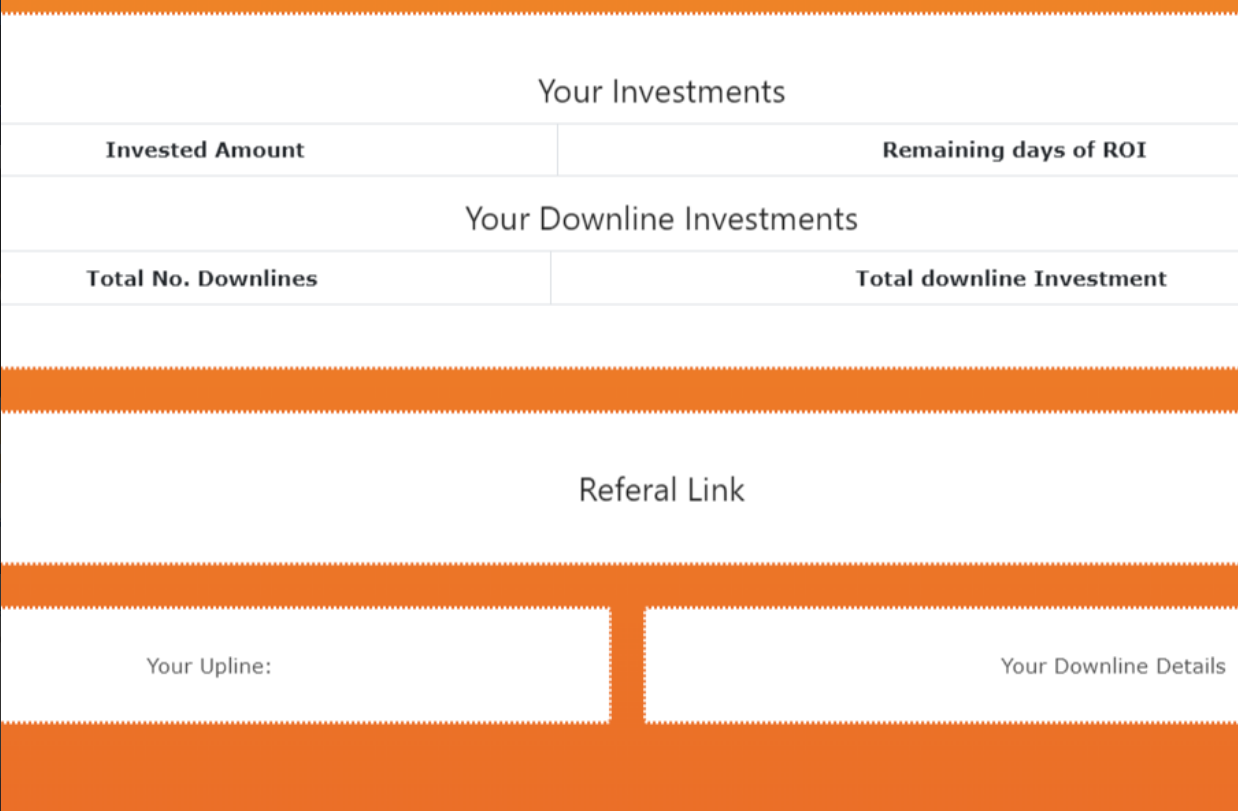 Your Investments
Invested Amount Remaining days of ROI
Your Downline Investments
Total No. Downlines Total downline Investment
Referal Link
Your Upline: Your Downline Details